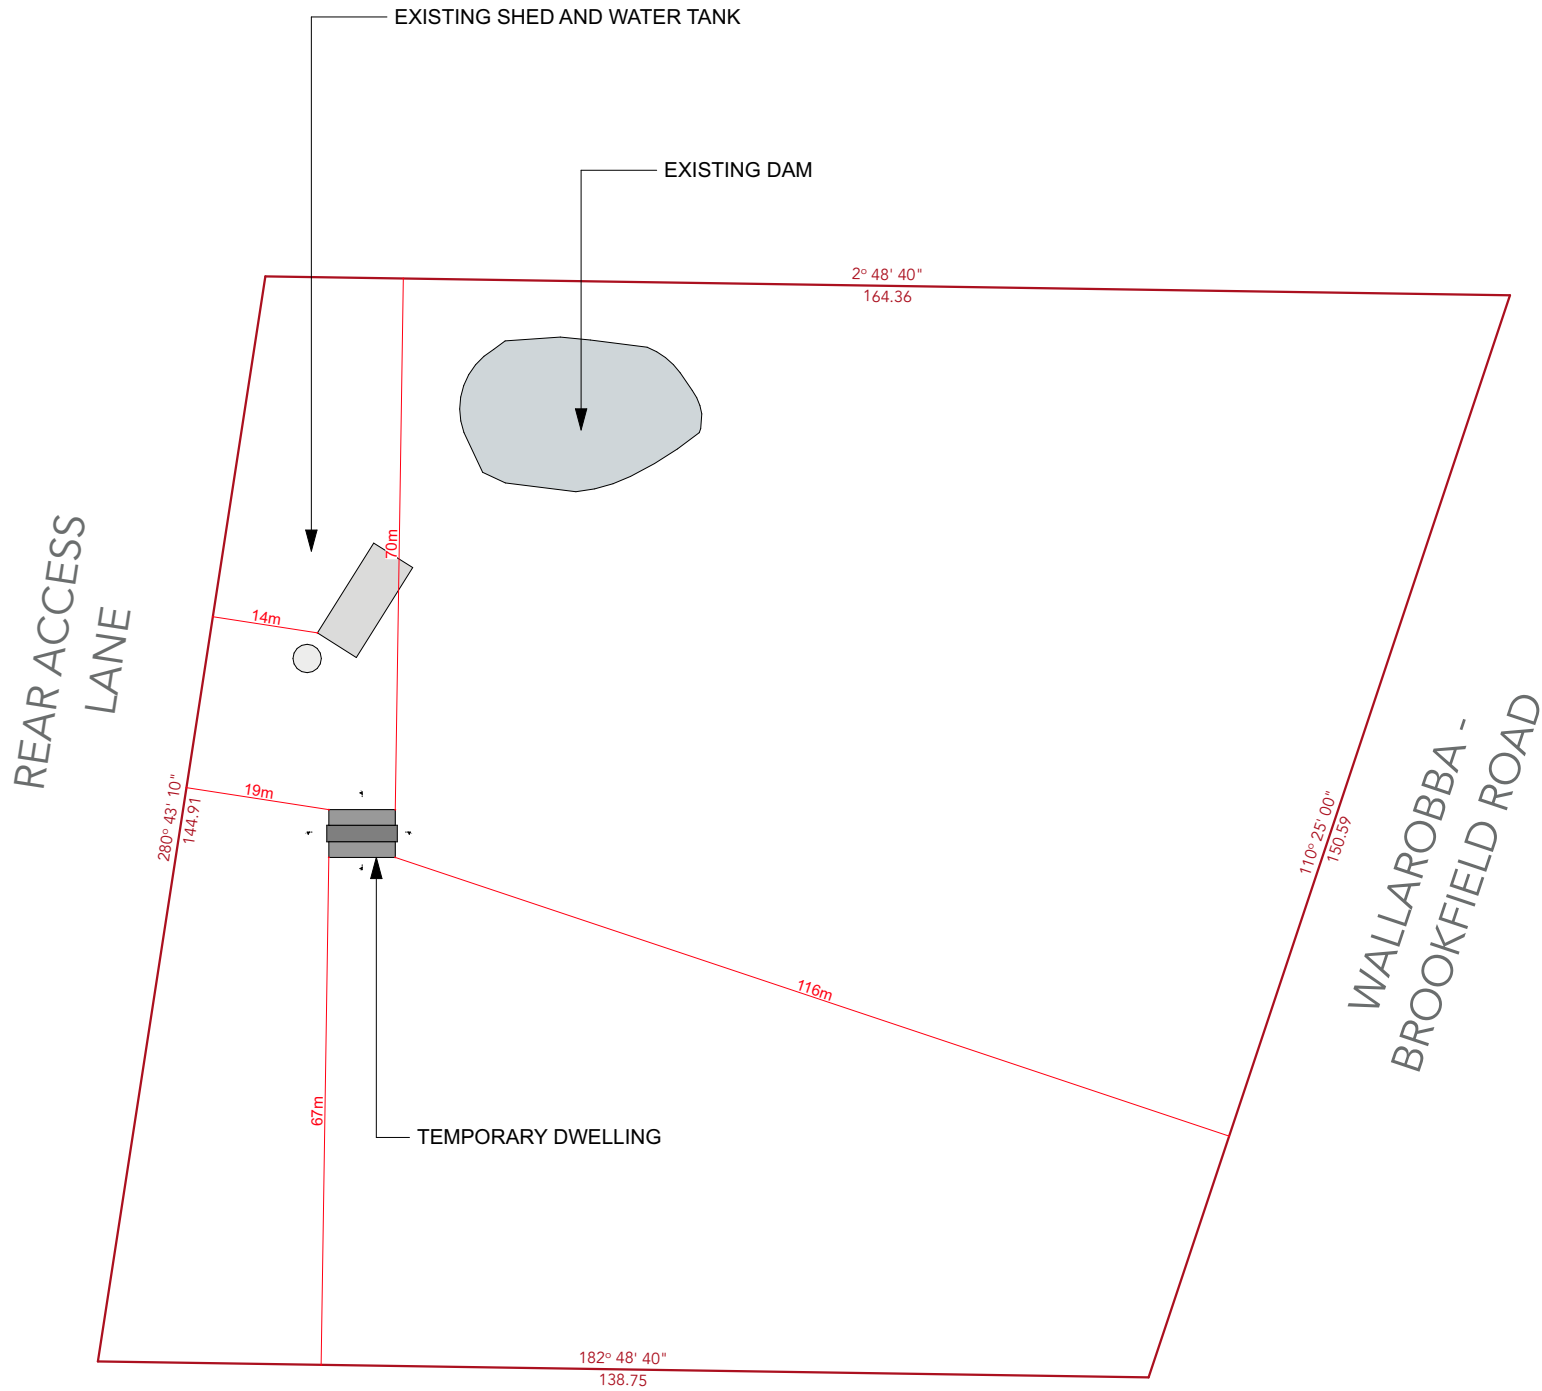 EXISTING SHED AND WATER TANK
EXISTING DAM
2° 48' 40"
164.36
70m
REAR ACCESS
LANE
14m
19m
280° 43' 10"
144.91
110° 25' 00"
150.59
WALLAROBBA -
BROOKFIELD ROAD
116m
67m
TEMPORARY DWELLING
182° 48' 40"
138.75